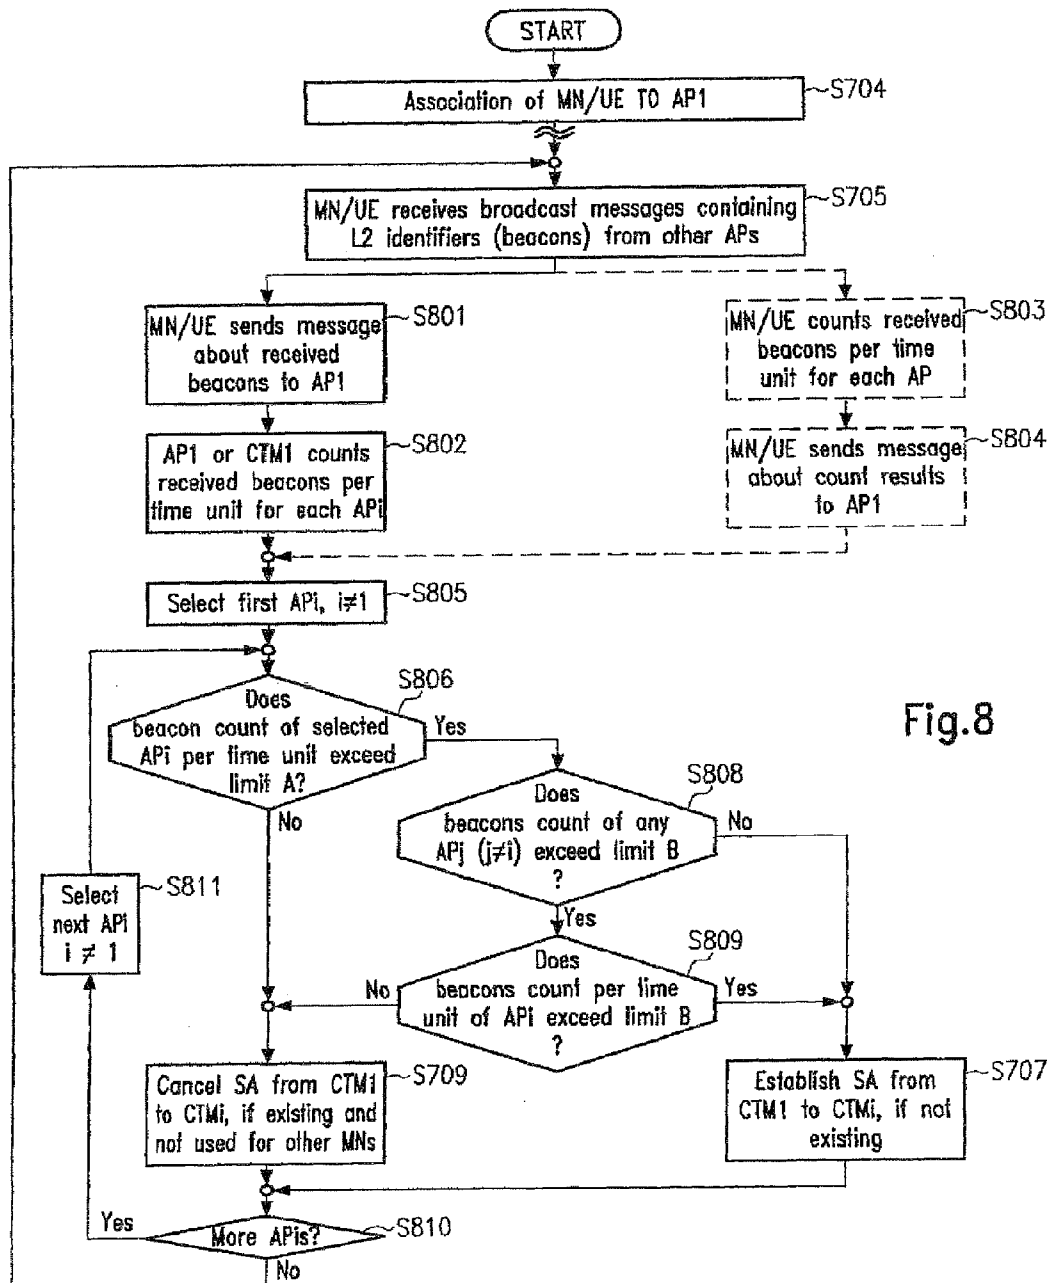 START
Association of MN/UE TO AP1
S704
MN/UE receives broadcast messages containing
L2 identifiers (beacons) from other APs
S705
MN/UE sends message
about received
beacons to AP1
S801
MN/UE counts received
beacons per time
unit for each AP
S803
AP1 or CTM1 counts
received beacons per
time unit for each APi
S802
MN/UE sends message
about count results
to AP1
S804
Select first APi, i≠1
S805
Does
beacon count of selected
APi per time unit exceed
limit A?
S806
Yes
No
Fig.8
Does
beacons count of any
APj (j≠i) exceed limit B
?
S808
No
Yes
Select
next APi
i ≠ 1
S811
Does
beacons count per time
unit of APi exceed limit B
?
S809
No
Yes
Cancel SA from CTM1
to CTMi, if existing and
not used for other MNs
S709
Establish SA from
CTM1 to CTMi, if not
existing
S707
More APis?
S810
Yes
No